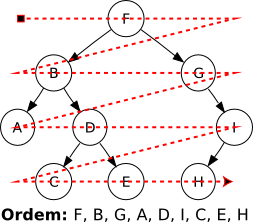 F
B G
A D I
C E H
Ordem: F, B, G, A, D, I, C, E, H